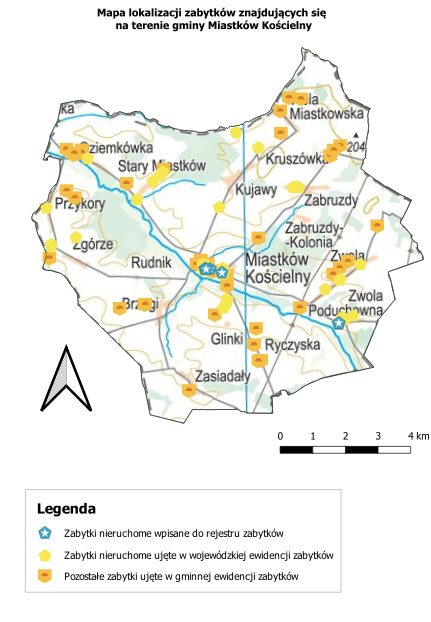 Mapa lokalizacji zabytków znajdujących się
na terenie gminy Miastków Kościelny
ka
Miastkowska
Dziemkówka
204
Kruszówka
Stary Miastków
Kujawy
Zabruzdy
Przykory
Zabruzdy-
-Kolonia
Zgórze
Rudnik
Miastków
Kościelny
Zwola
Zwola
Poduchowna
Brzegi
Glinki
Ryczyska
Zasiadały
0 1 2 3 4 km
Legenda
Zabytki nieruchome wpisane do rejestru zabytków
Zabytki nieruchome ujęte w wojewódzkiej ewidencji zabytków
Pozostałe zabytki ujęte w gminnej ewidencji zabytków